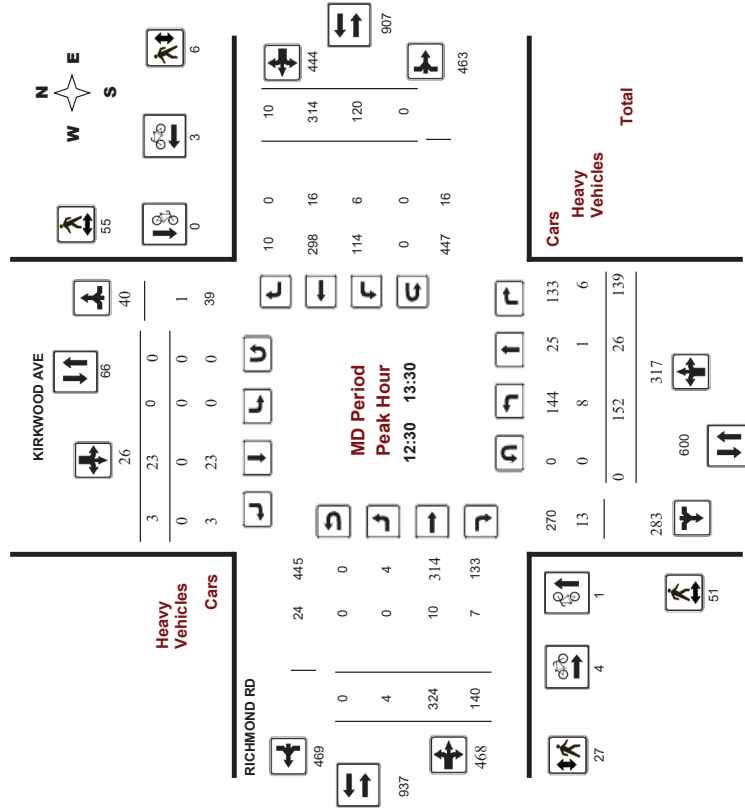 N
W E
S
55
0
3
6
KIRKWOOD AVE
26
66
40
3 23 0 0
0 0 0 0 1
3 23 0 0 39
Heavy
Vehicles
Cars
RICHMOND RD
469
937
468
24 445
0 0 0
4 0 4
324 10 314
140 7 133
MD Period
Peak Hour
12:30 13:30
10 0 10
298 16 314
114 6 120
0 0 0
447 16
444
907
463
270 0 144 25 133 Cars
13 0 8 1 6 Heavy
Vehicles
0 152 26 139 Total
283
600
317
27
4
1
51